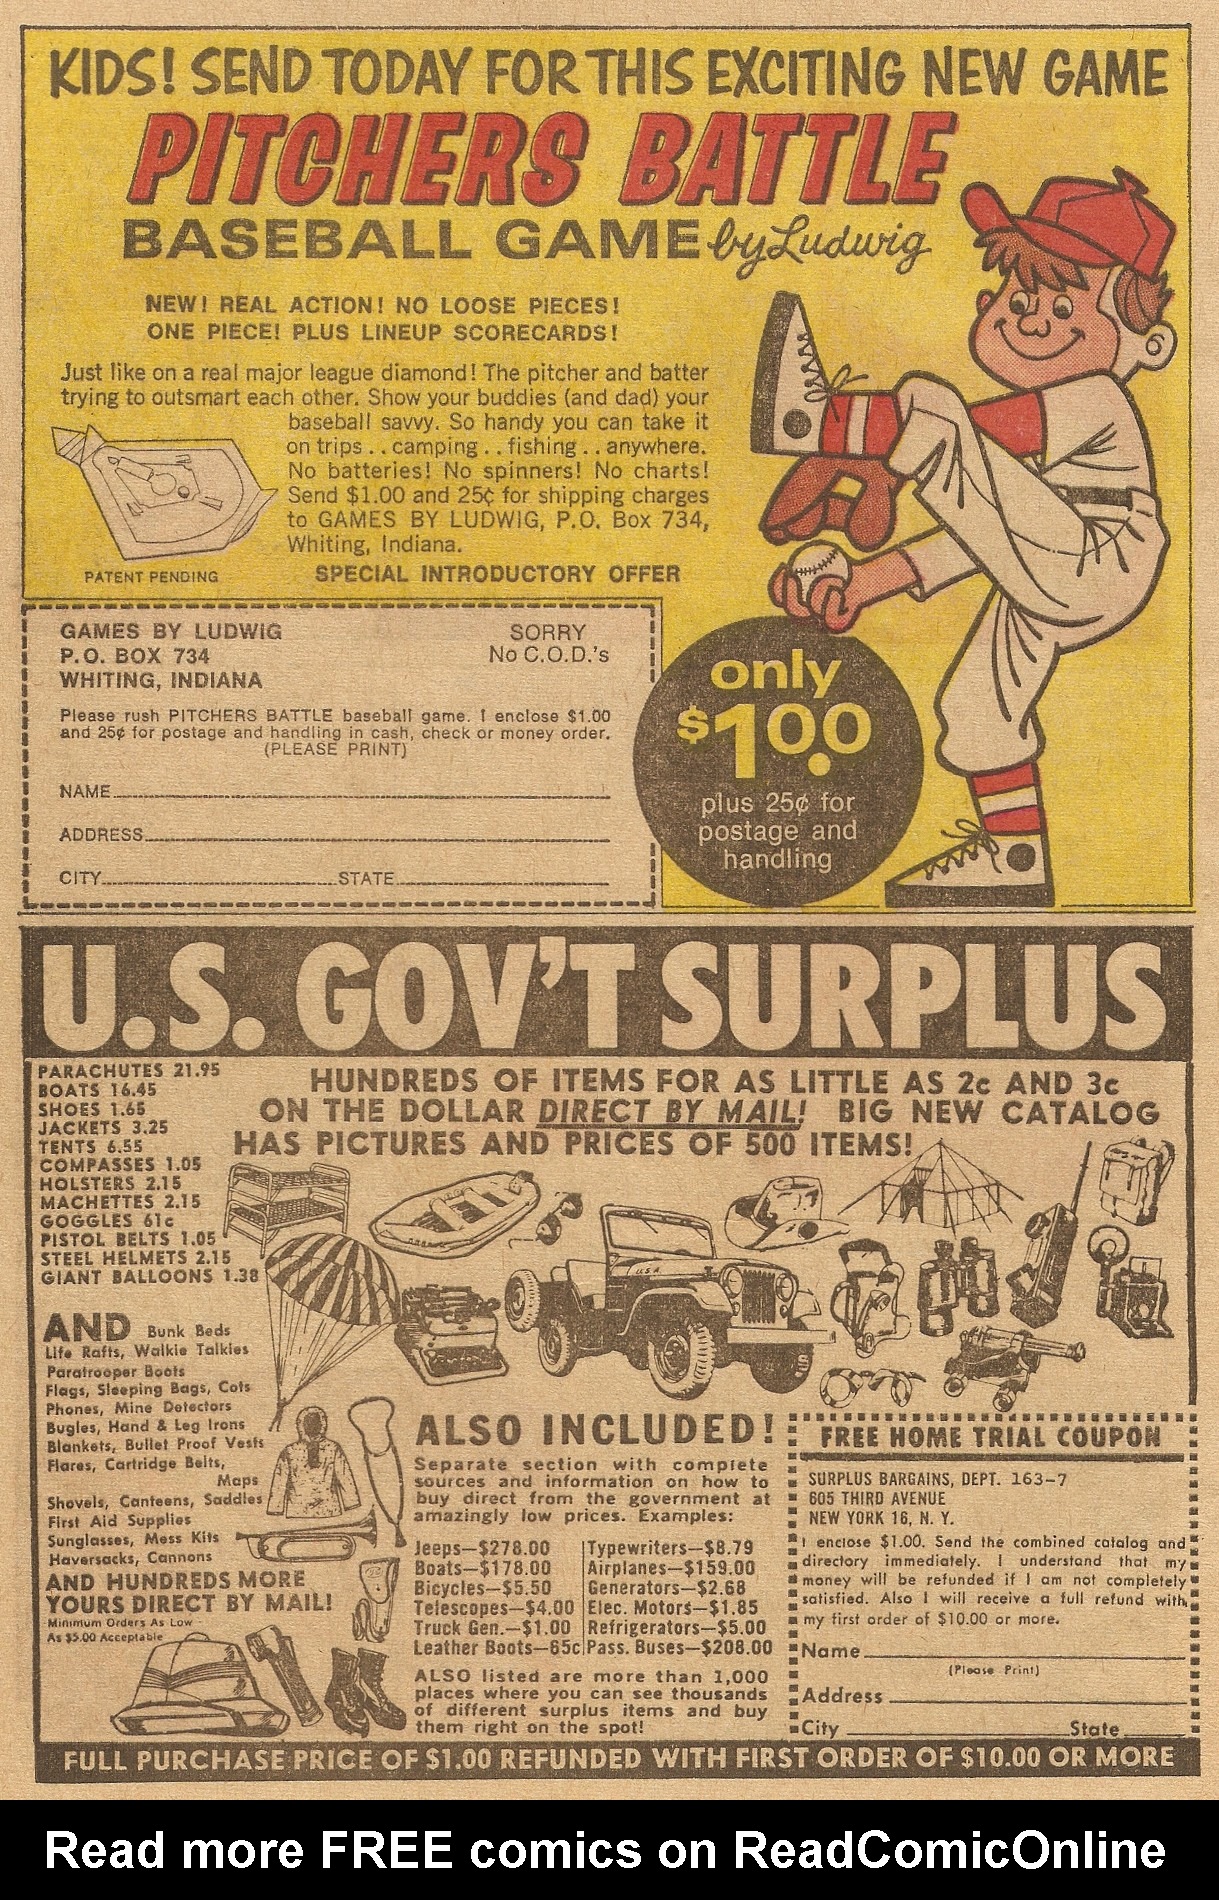 KIDS! SEND TODAY FOR THIS EXCITING NEW GAME
PITCHERS BATTLE
BASEBALL GAME by Ludwig
NEW! REAL ACTION! NO LOOSE PIECES!
ONE PIECE! PLUS LINEUP SCORECARDS!
Just like on a real major league diamond! The pitcher and batter
trying to outsmart each other. Show your buddies (and dad) your
baseball savvy. So handy you can take it
on trips . . camping . . fishing . . anywhere.
No batteries! No spinners! No charts!
Send $1.00 and 25¢ for shipping charges
to GAMES BY LUDWIG, P.O. Box 734,
Whiting, Indiana.
PATENT PENDING
SPECIAL INTRODUCTORY OFFER
GAMES BY LUDWIG
P.O. BOX 734
WHITING, INDIANA
SORRY
No C.O.D.'s
Please rush PITCHERS BATTLE baseball game. I enclose $1.00
and 25¢ for postage and handling in cash, check or money order.
(PLEASE PRINT)
NAME
ADDRESS
CITY STATE
only
$1.00
plus 25¢ for
postage and
handling
U.S. GOV'T SURPLUS
PARACHUTES 21.95
BOATS 16.45
SHOES 1.65
JACKETS 3.25
TENTS 6.55
COMPASSES 1.05
HOLSTERS 2.15
MACHETTES 2.15
GOGGLES 61c
PISTOL BELTS 1.05
STEEL HELMETS 2.15
GIANT BALLOONS 1.38
HUNDREDS OF ITEMS FOR AS LITTLE AS 2c AND 3c
ON THE DOLLAR DIRECT BY MAIL! BIG NEW CATALOG
HAS PICTURES AND PRICES OF 500 ITEMS!
U.S.A.
AND Bunk Beds
Life Rafts, Walkie Talkies
Paratrooper Boots
Flags, Sleeping Bags, Cots
Phones, Mine Detectors
Bugles, Hand & Leg Irons
Blankets, Bullet Proof Vests
Flares, Cartridge Belts,
Maps
Shovels, Canteens, Saddles
First Aid Supplies
Sunglasses, Mess Kits
Haversacks, Cannons
AND HUNDREDS MORE
YOURS DIRECT BY MAIL!
Minimum Orders As Low
As $5.00 Acceptable
ALSO INCLUDED!
Separate section with complete
sources and information on how to
buy direct from the government at
amazingly low prices. Examples:
Jeeps—$278.00
Boats—$178.00
Bicycles—$5.50
Telescopes—$4.00
Truck Gen.—$1.00
Leather Boots—65c
Typewriters—$8.79
Airplanes—$159.00
Generators—$2.68
Elec. Motors—$1.85
Refrigerators—$5.00
Pass. Buses—$208.00
ALSO listed are more than 1,000
places where you can see thousands
of different surplus items and buy
them right on the spot!
FREE HOME TRIAL COUPON
SURPLUS BARGAINS, DEPT. 163-7
605 THIRD AVENUE
NEW YORK 16, N. Y.
I enclose $1.00. Send the combined catalog and
directory immediately. I understand that my
money will be refunded if I am not completely
satisfied. Also I will receive a full refund with
my first order of $10.00 or more.
Name
(Please Print)
Address
City State
FULL PURCHASE PRICE OF $1.00 REFUNDED WITH FIRST ORDER OF $10.00 OR MORE
Read more FREE comics on ReadComicOnline